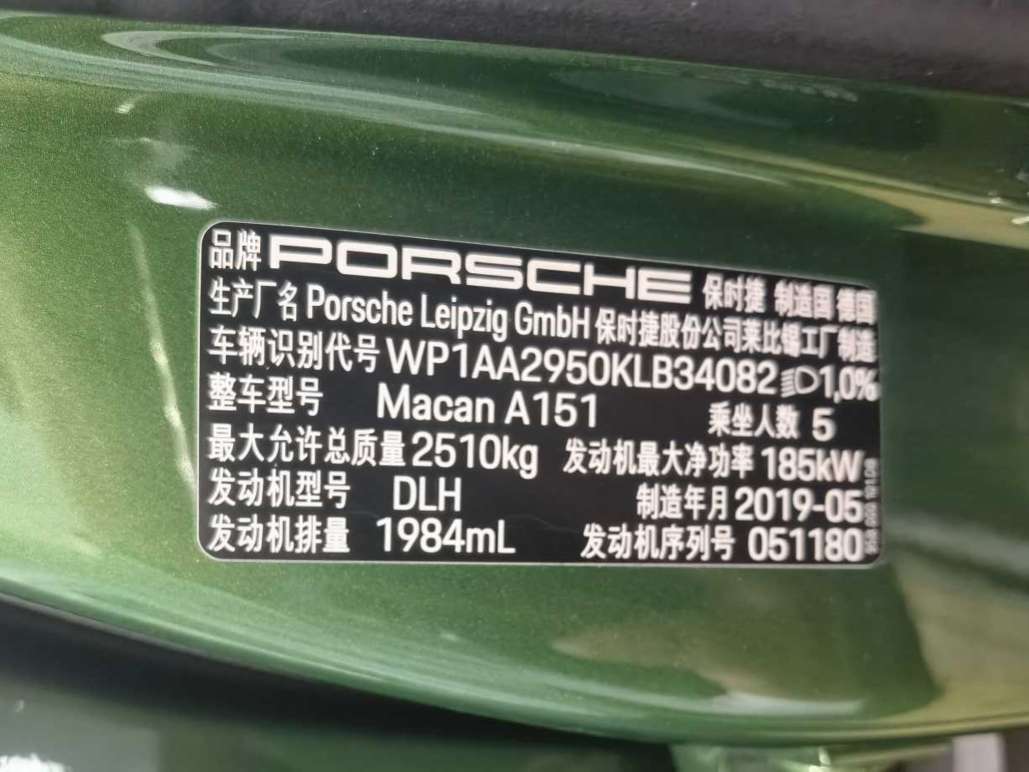 品牌 PORSCHE 保时捷 制造国 德国
生产厂名 Porsche Leipzig GmbH 保时捷股份公司莱比锡工厂制造
车辆识别代号 WP1AA2950KLB34082 1,0%
整车型号 Macan A151 乘坐人数 5
最大允许总质量 2510kg 发动机最大净功率 185kW
发动机型号 DLH 制造年月 2019-05
发动机排量 1984mL 发动机序列号 051180